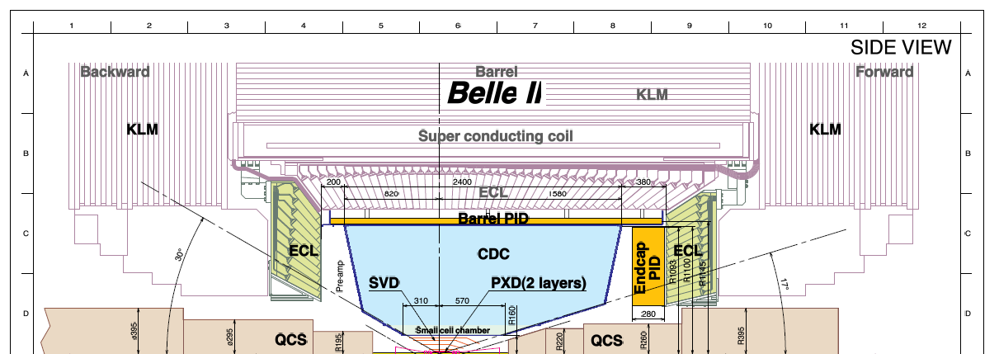 1 2 3 4 5 6 7 8 9 10 11 12
SIDE VIEW
A Backward Barrel Forward A
Belle II KLM
KLM KLM
Super conducting coil
B B
200 2400 380
820 ECL 1580
Barrel PID
C C
ECL CDC Endcap PID ECL
30° Pre-amp R1093 R1100 R1145 17°
SVD PXD(2 layers)
310 570
R160
D 280 D
Small cell chamber
ø395 ø295 QCS R195 R220 QCS R260 R395